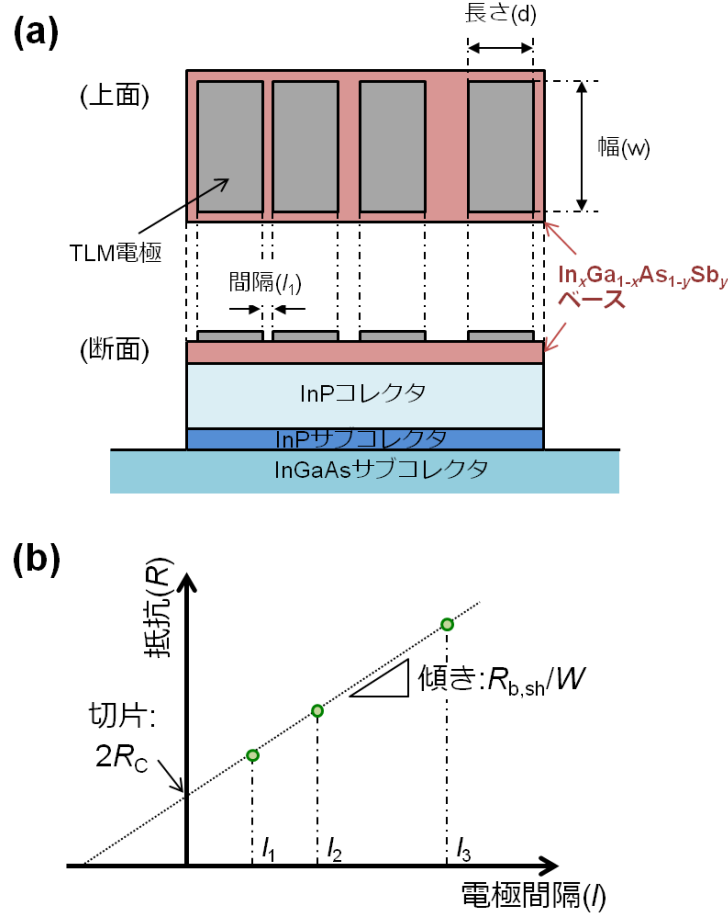 (a)
長さ(d)
(上面)
幅(w)
TLM電極
間隔(l₁)
InₓGa₁₋ₓAs₁₋ySby
ベース
(断面)
InPコレクタ
InPサブコレクタ
InGaAsサブコレクタ
(b)
抵抗(R)
傾き:Rb,sh/W
切片:
2RC
l₁
l₂
l₃
電極間隔(l)